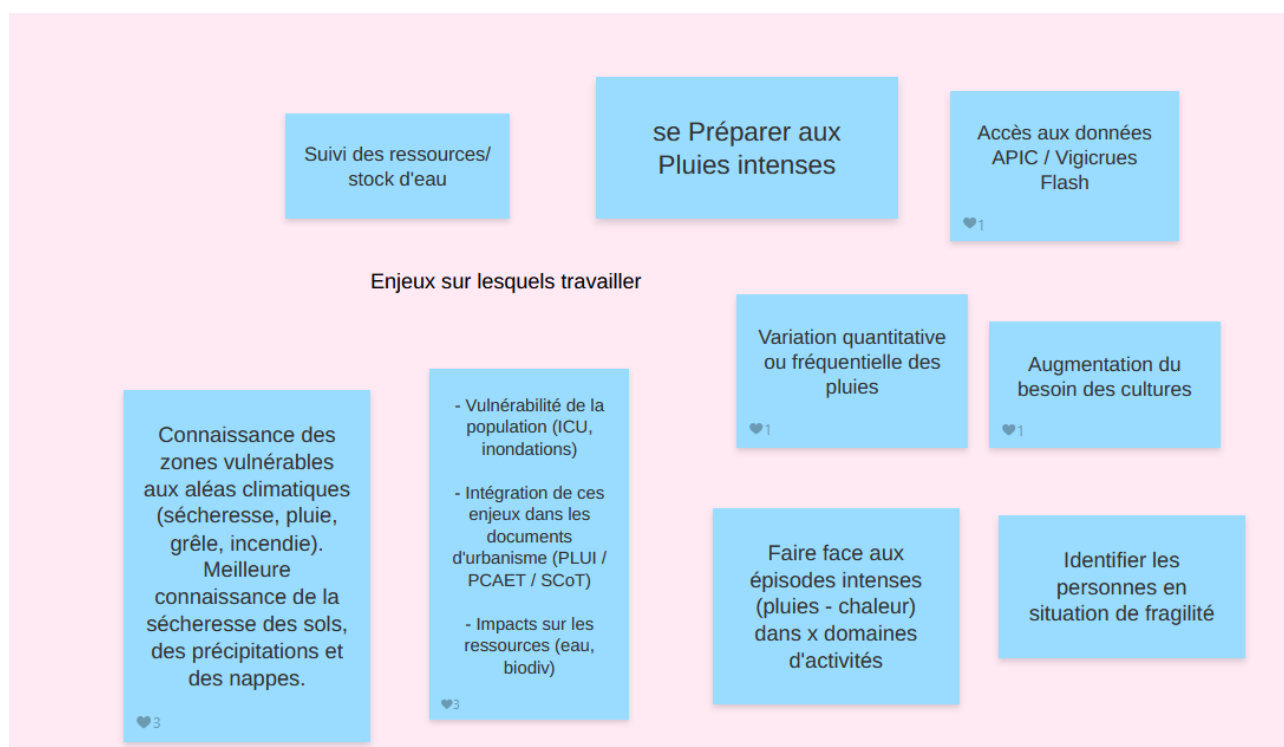 Suivi des ressources/
stock d'eau
se Préparer aux
Pluies intenses
Accès aux données
APIC / Vigicrues
Flash
1
Enjeux sur lesquels travailler
Variation quantitative
ou fréquentielle des
pluies
1
Augmentation du
besoin des cultures
1
Connaissance des
zones vulnérables
aux aléas climatiques
(sécheresse, pluie,
grêle, incendie).
Meilleure
connaissance de la
sécheresse des sols,
des précipitations et
des nappes.
3
- Vulnérabilité de la
population (ICU,
inondations)
- Intégration de ces
enjeux dans les
documents
d'urbanisme (PLUI /
PCAET / SCoT)
- Impacts sur les
ressources (eau,
biodiv)
3
Faire face aux
épisodes intenses
(pluies - chaleur)
dans x domaines
d'activités
Identifier les
personnes en
situation de fragilité